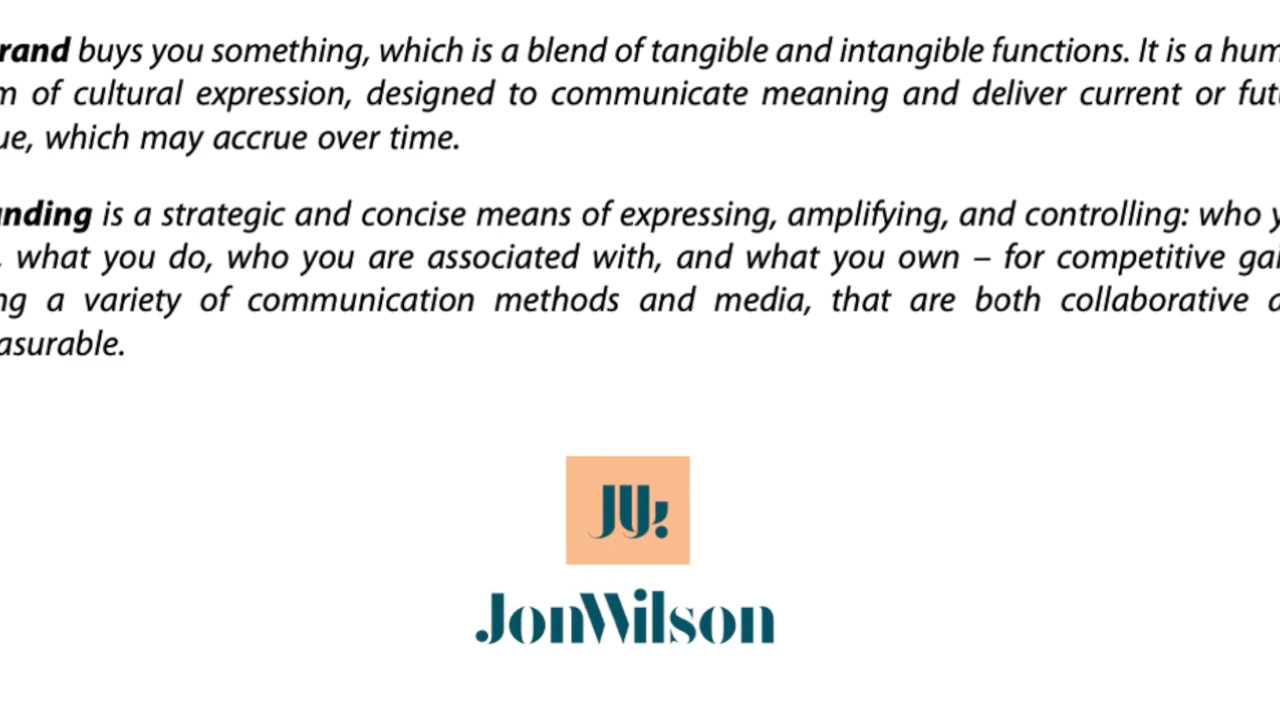 rand buys you something, which is a blend of tangible and intangible functions. It is a hum
m of cultural expression, designed to communicate meaning and deliver current or futu
ue, which may accrue over time.
nding is a strategic and concise means of expressing, amplifying, and controlling: who y
, what you do, who you are associated with, and what you own – for competitive gai
ng a variety of communication methods and media, that are both collaborative a
asurable.
JonWilson